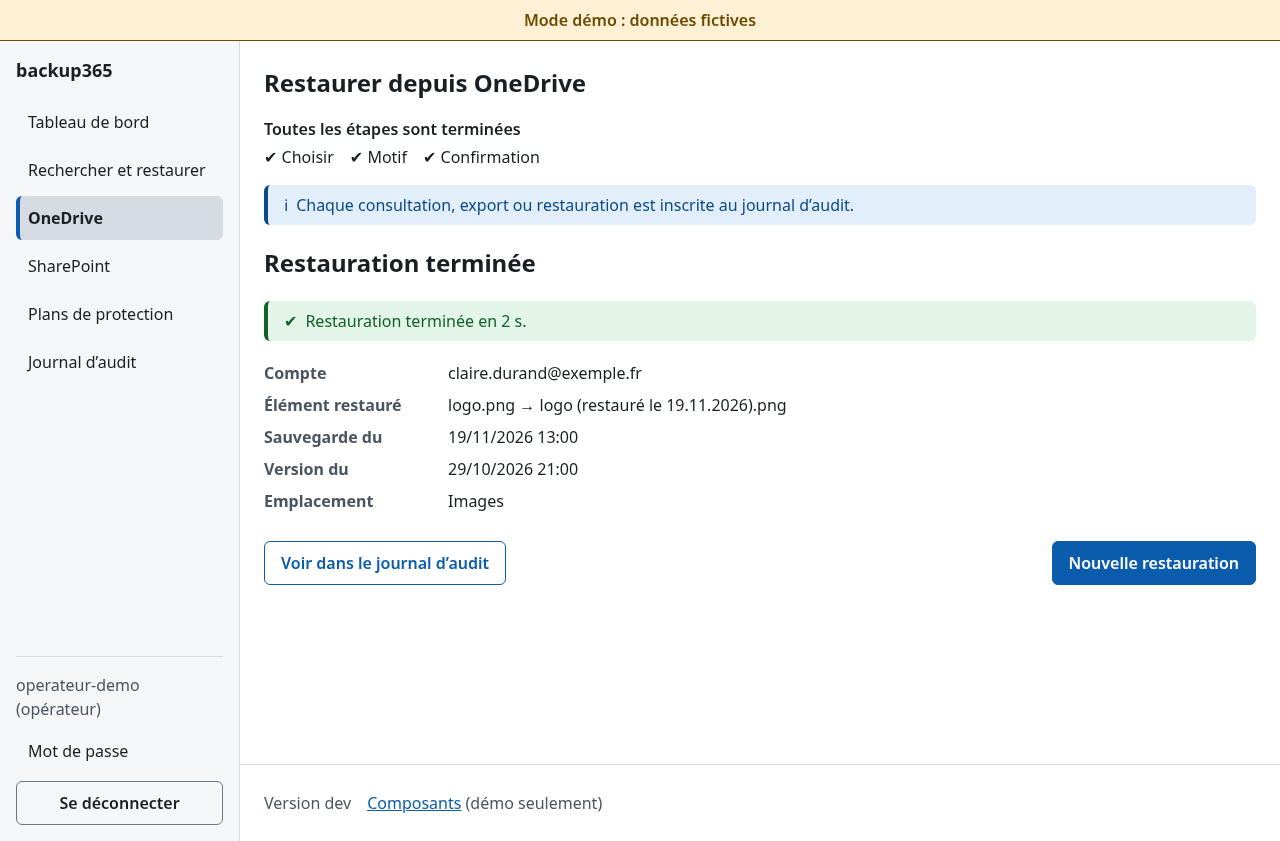 Mode démo : données fictives
backup365
Tableau de bord
Rechercher et restaurer
OneDrive
SharePoint
Plans de protection
Journal d’audit
operateur-demo
(opérateur)
Mot de passe
Se déconnecter
Restaurer depuis OneDrive
Toutes les étapes sont terminées
✔ Choisir ✔ Motif ✔ Confirmation
i Chaque consultation, export ou restauration est inscrite au journal d’audit.
Restauration terminée
✔ Restauration terminée en 2 s.
Compte claire.durand@exemple.fr
Élément restauré logo.png → logo (restauré le 19.11.2026).png
Sauvegarde du 19/11/2026 13:00
Version du 29/10/2026 21:00
Emplacement Images
Voir dans le journal d’audit Nouvelle restauration
Version dev Composants (démo seulement)